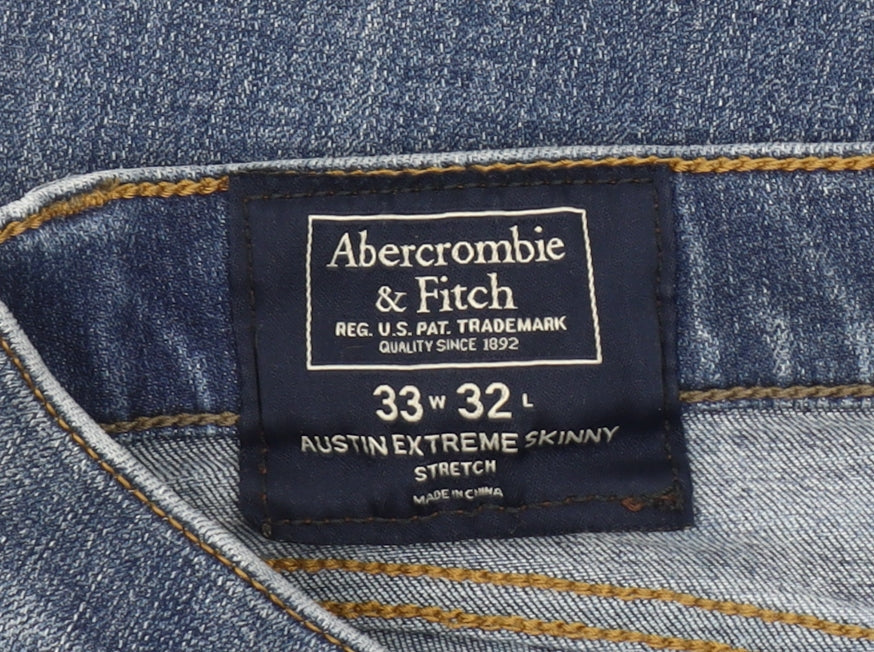 Abercrombie
& Fitch
REG. U.S. PAT. TRADEMARK
QUALITY SINCE 1892
33 W 32 L
AUSTIN EXTREME SKINNY
STRETCH
MADE IN CHINA